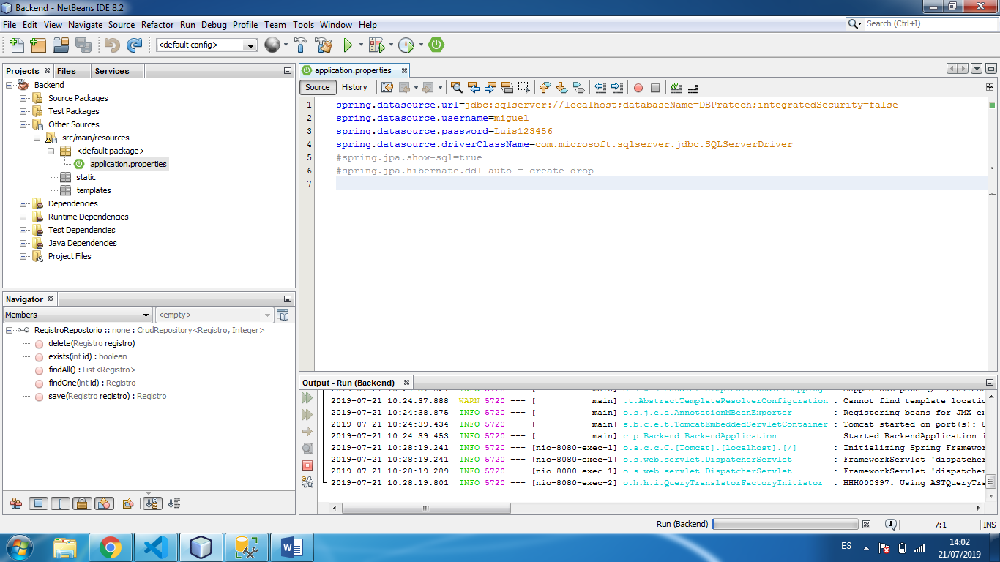 Backend - NetBeans IDE 8.2
File Edit View Navigate Source Refactor Run Debug Profile Team Tools Window Help
Search (Ctrl+I)
<default config>
Projects Files Services
Backend
Source Packages
Test Packages
Other Sources
src/main/resources
<default package>
application.properties
static
templates
Dependencies
Runtime Dependencies
Test Dependencies
Java Dependencies
Project Files
Navigator
Members
<empty>
RegistroRepostorio :: none : CrudRepository<Registro, Integer>
delete(Registro registro)
exists(int id) : boolean
findAll() : List<Registro>
findOne(int id) : Registro
save(Registro registro) : Registro
application.properties
Source History
1 spring.datasource.url=jdbc:sqlserver://localhost;databaseName=DBPratech;integratedSecurity=false
2 spring.datasource.username=miguel
3 spring.datasource.password=Luis123456
4 spring.datasource.driverClassName=com.microsoft.sqlserver.jdbc.SQLServerDriver
5 #spring.jpa.show-sql=true
6 #spring.jpa.hibernate.ddl-auto = create-drop
7
Output - Run (Backend)
2019-07-21 10:24:37.888 WARN 5720 --- [ main] .t.AbstractTemplateResolverConfiguration : Cannot find template locatio
2019-07-21 10:24:38.875 INFO 5720 --- [ main] o.s.j.e.a.AnnotationMBeanExporter : Registering beans for JMX ex
2019-07-21 10:24:39.434 INFO 5720 --- [ main] s.b.c.e.t.TomcatEmbeddedServletContainer : Tomcat started on port(s): 8
2019-07-21 10:24:39.453 INFO 5720 --- [ main] c.p.Backend.BackendApplication : Started BackendApplication i
2019-07-21 10:28:19.241 INFO 5720 --- [nio-8080-exec-1] o.a.c.c.C.[Tomcat].[localhost].[/] : Initializing Spring Framewor
2019-07-21 10:28:19.241 INFO 5720 --- [nio-8080-exec-1] o.s.web.servlet.DispatcherServlet : FrameworkServlet 'dispatcher
2019-07-21 10:28:19.289 INFO 5720 --- [nio-8080-exec-1] o.s.web.servlet.DispatcherServlet : FrameworkServlet 'dispatcher
2019-07-21 10:28:19.801 INFO 5720 --- [nio-8080-exec-2] o.h.h.i.QueryTranslatorFactoryInitiator : HHH000397: Using ASTQueryTra
Run (Backend)
1
7:1
INS
ES
14:02
21/07/2019